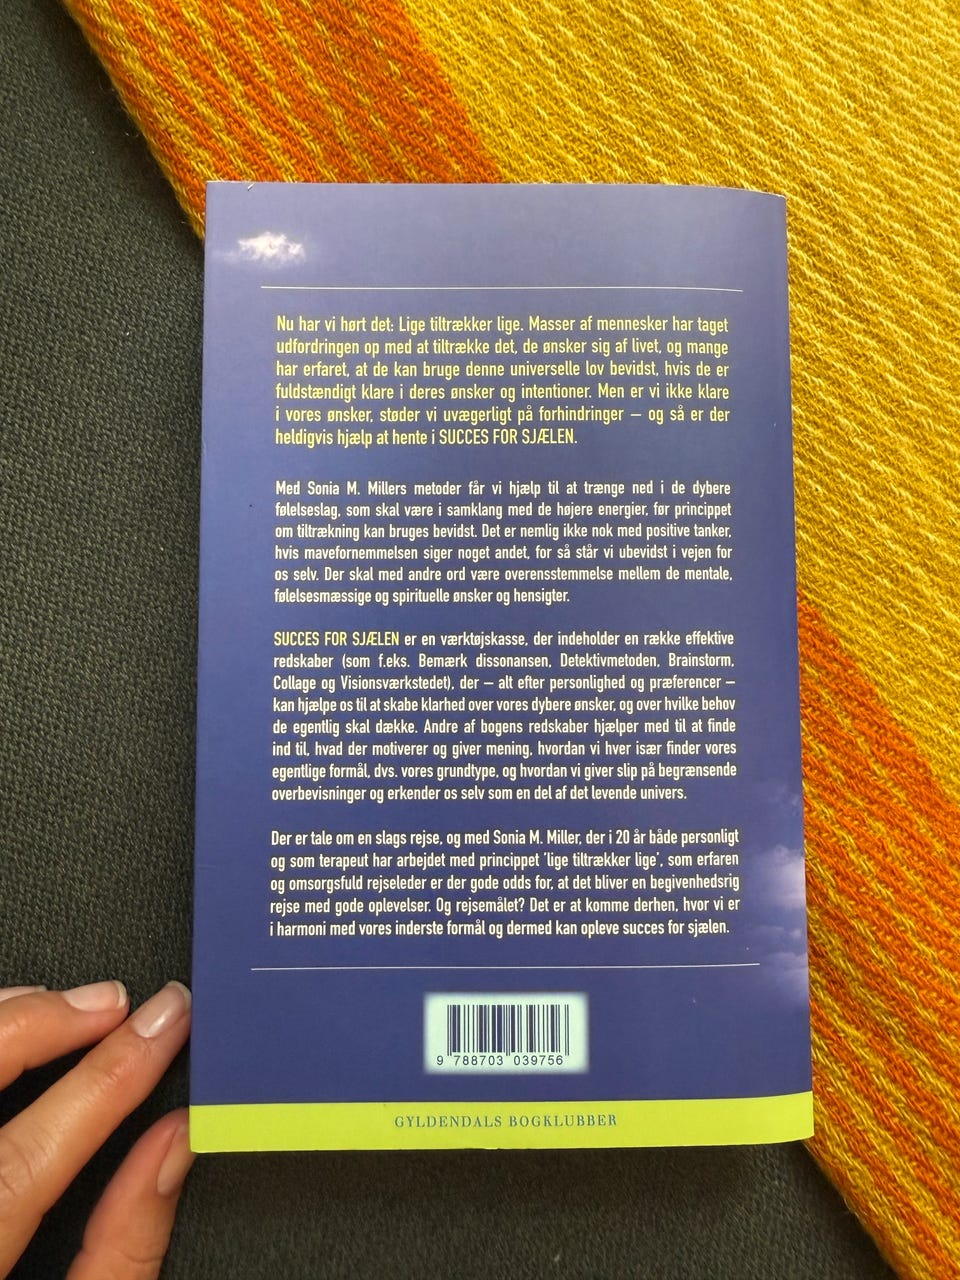 Nu har vi hørt det: Lige tiltrækker lige. Masser af mennesker har taget
udfordringen op med at tiltrække det, de ønsker sig af livet, og mange
har erfaret, at de kan bruge denne universelle lov bevidst, hvis de er
fuldstændigt klare i deres ønsker og intentioner. Men er vi ikke klare
i vores ønsker, støder vi uvægerligt på forhindringer – og så er der
heldigvis hjælp at hente i SUCCES FOR SJÆLEN.
Med Sonia M. Millers metoder får vi hjælp til at trænge ned i de dybere
følelseslag, som skal være i samklang med de højere energier, før princippet
om tiltrækning kan bruges bevidst. Det er nemlig ikke nok med positive tanker,
hvis mavefornemmelsen siger noget andet, for så står vi ubevidst i vejen for
os selv. Der skal med andre ord være overensstemmelse mellem de mentale,
følelsesmæssige og spirituelle ønsker og hensigter.
SUCCES FOR SJÆLEN er en værktøjskasse, der indeholder en række effektive
redskaber (som f.eks. Bemærk dissonansen, Detektivmetoden, Brainstorm,
Collage og Visionsværkstedet), der – alt efter personlighed og præferencer –
kan hjælpe os til at skabe klarhed over vores dybere ønsker, og over hvilke behov
de egentlig skal dække. Andre af bogens redskaber hjælper med til at finde
ind til, hvad der motiverer og giver mening, hvordan vi hver især finder vores
egentlige formål, dvs. vores grundtype, og hvordan vi giver slip på begrænsende
overbevisninger og erkender os selv som en del af det levende univers.
Der er tale om en slags rejse, og med Sonia M. Miller, der i 20 år både personligt
og som terapeut har arbejdet med princippet 'lige tiltrækker lige', som erfaren
og omsorgsfuld rejseleder er der gode odds for, at det bliver en begivenhedsrig
rejse med gode oplevelser. Og rejsemålet? Det er at komme derhen, hvor vi er
i harmoni med vores inderste formål og dermed kan opleve succes for sjælen.
9 788703 039756
GYLDENDALS BOGKLUBBER